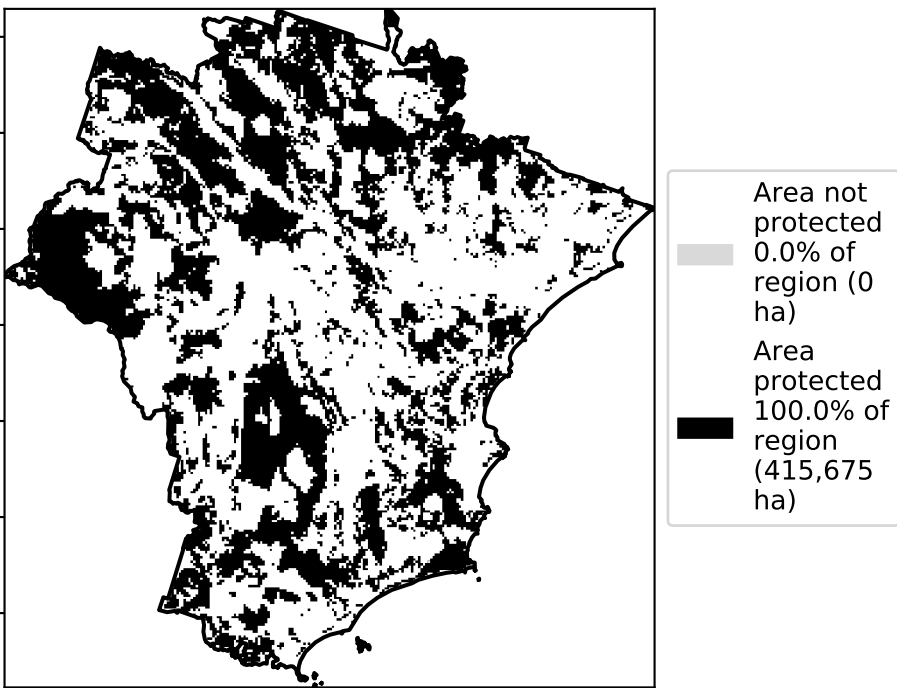 Area not
protected
0.0% of
region (0
ha)
Area
protected
100.0% of
region
(415,675
ha)